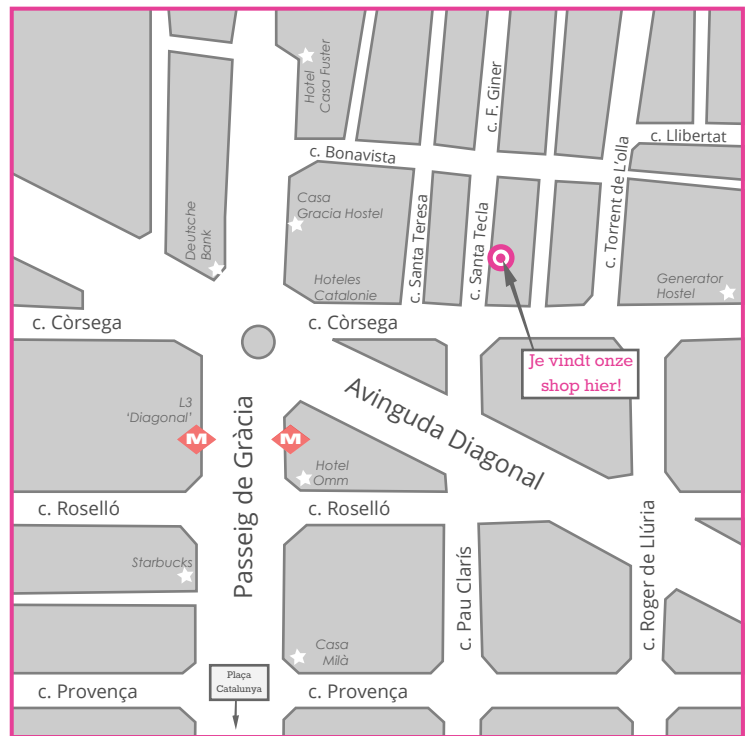 Hotel
Casa Fuster
c. F. Giner
c. Llibertat
c. Bonavista
c. Torrent de L'olla
Casa
Gracia Hostel
c. Santa Teresa
c. Santa Tecla
Deutsche
Bank
Hoteles
Catalonie
Generator
Hostel
c. Còrsega
c. Còrsega
Je vindt onze
shop hier!
L3
'Diagonal'
Avinguda Diagonal
Passeig de Gràcia
M
M
Hotel
Omm
c. Roselló
c. Roselló
Starbucks
c. Pau Clarís
c. Roger de Llúria
Casa
Milà
Plaça
Catalunya
c. Provença
c. Provença